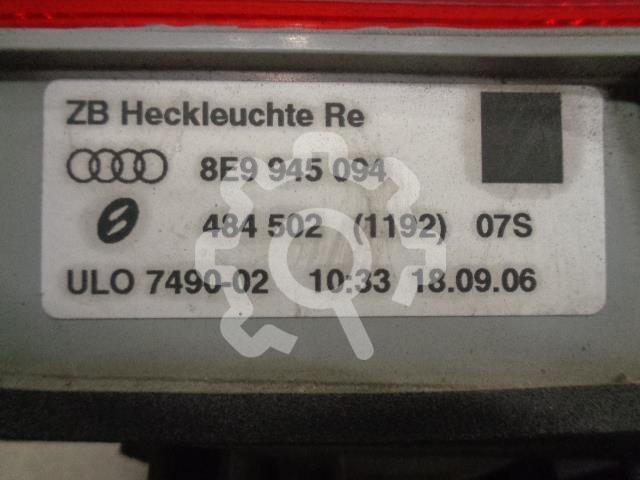 ZB Heckleuchte Re
8E9 945 094
484 502 (1192) 07S
ULO 7490-02 10:33 18.09.06